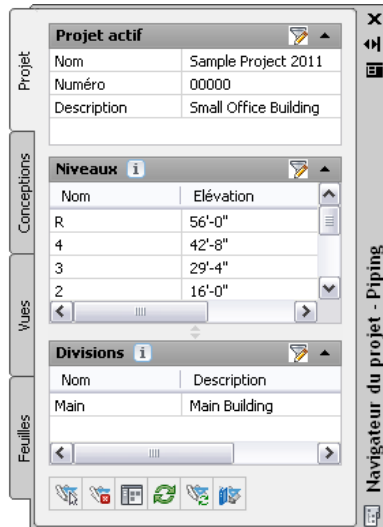 Projet actif
Nom Sample Project 2011
Numéro 00000
Description Small Office Building
Niveaux i
Nom Elévation
R 56'-0"
4 42'-8"
3 29'-4"
2 16'-0"
Divisions i
Nom Description
Main Main Building
Projet
Conceptions
Vues
Feuilles
Navigateur du projet - Piping